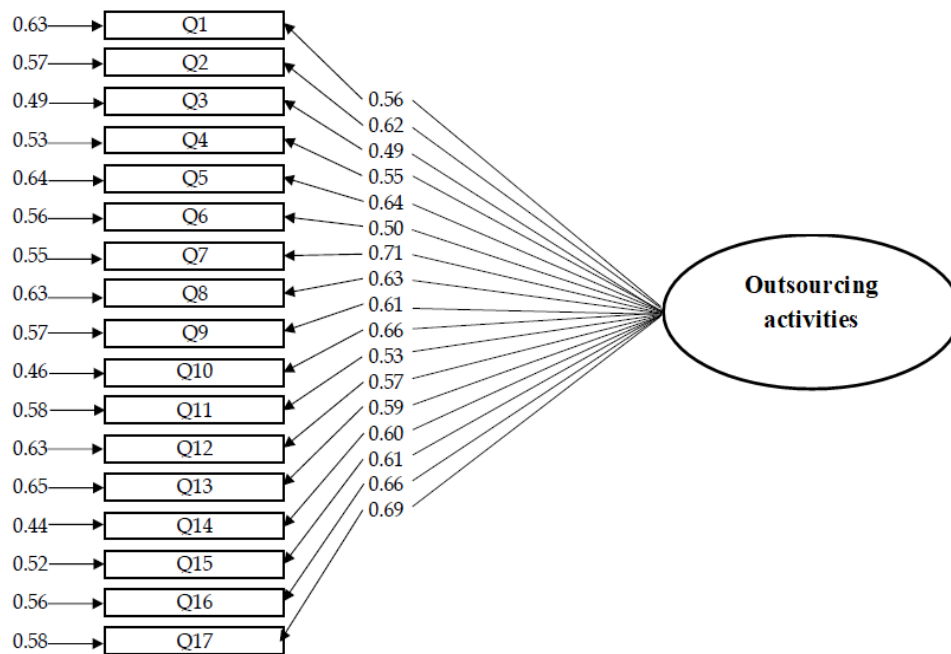 0.63 Q1
0.57 Q2
0.49 Q3
0.53 Q4
0.64 Q5
0.56 Q6
0.55 Q7
0.63 Q8
0.57 Q9
0.46 Q10
0.58 Q11
0.63 Q12
0.65 Q13
0.44 Q14
0.52 Q15
0.56 Q16
0.58 Q17
0.56
0.62
0.49
0.55
0.64
0.50
0.71
0.63
0.61
0.66
0.53
0.57
0.59
0.60
0.61
0.66
0.69
Outsourcing
activities